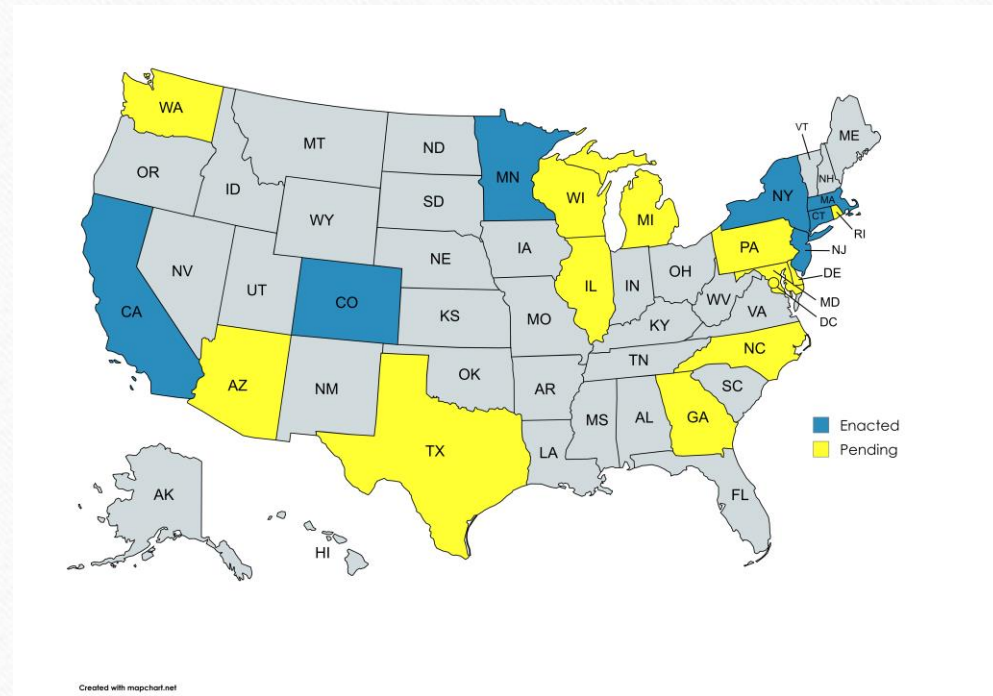 WA
MT
ND
MN
VT
ME
OR
ID
SD
WI
MI
NY
NH
MA
CT
RI
WY
NV
UT
CO
NE
IA
IL
IN
OH
PA
NJ
DE
MD
DC
CA
KS
MO
KY
WV
VA
AZ
NM
OK
AR
TN
NC
SC
MS
AL
GA
TX
LA
FL
AK
HI
Enacted
Pending
Created with mapchart.net